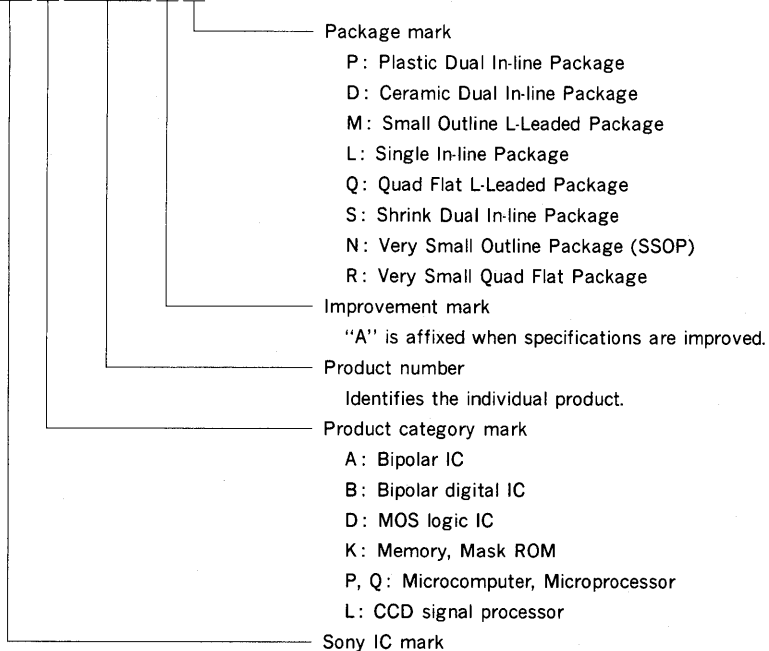 Package mark
P: Plastic Dual In-line Package
D: Ceramic Dual In-line Package
M: Small Outline L-Leaded Package
L: Single In-line Package
Q: Quad Flat L-Leaded Package
S: Shrink Dual In-line Package
N: Very Small Outline Package (SSOP)
R: Very Small Quad Flat Package
Improvement mark
"A" is affixed when specifications are improved.
Product number
Identifies the individual product.
Product category mark
A: Bipolar IC
B: Bipolar digital IC
D: MOS logic IC
K: Memory, Mask ROM
P, Q: Microcomputer, Microprocessor
L: CCD signal processor
Sony IC mark